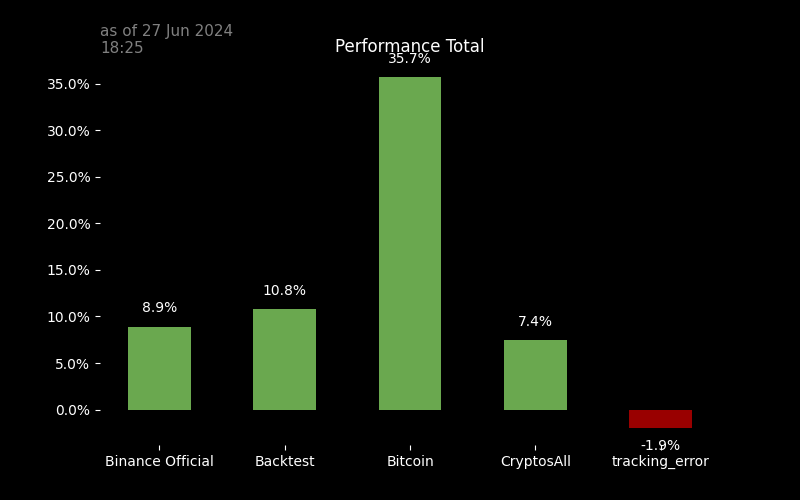 as of 27 Jun 2024
18:25
Performance Total
35.7%
35.0%
30.0%
25.0%
20.0%
15.0%
10.0%
5.0%
0.0%
8.9%
10.8%
7.4%
-1.9%
Binance Official
Backtest
Bitcoin
CryptosAll
tracking_error